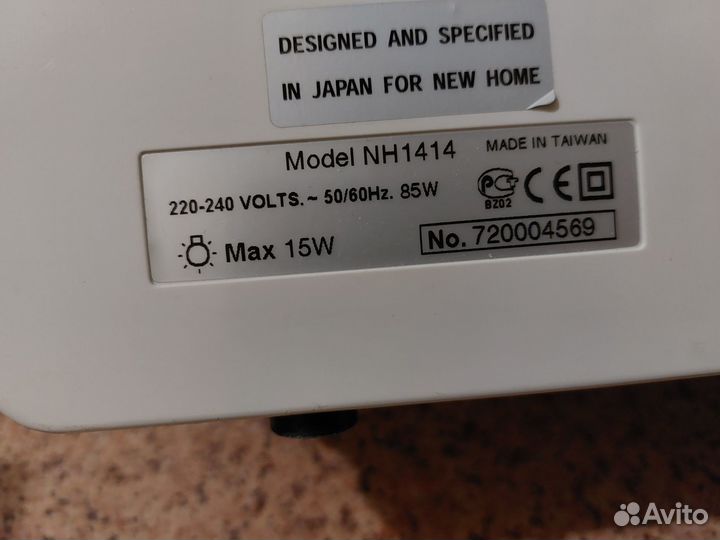 DESIGNED AND SPECIFIED
IN JAPAN FOR NEW HOME
Model NH1414
MADE IN TAIWAN
220-240 VOLTS.~ 50/60Hz. 85W
PC
BZ02
CE
Max 15W
No. 720004569
Avito